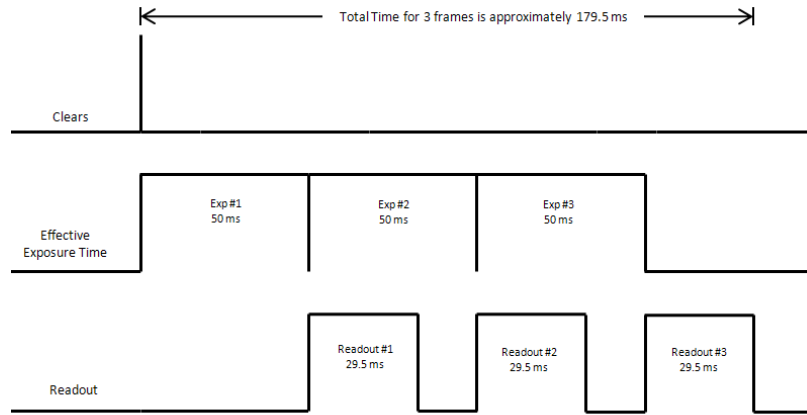 Total Time for 3 frames is approximately 179.5 ms
Clears
Exp #1
50 ms
Exp #2
50 ms
Exp #3
50 ms
Effective
Exposure Time
Readout #1
29.5 ms
Readout #2
29.5 ms
Readout #3
29.5 ms
Readout